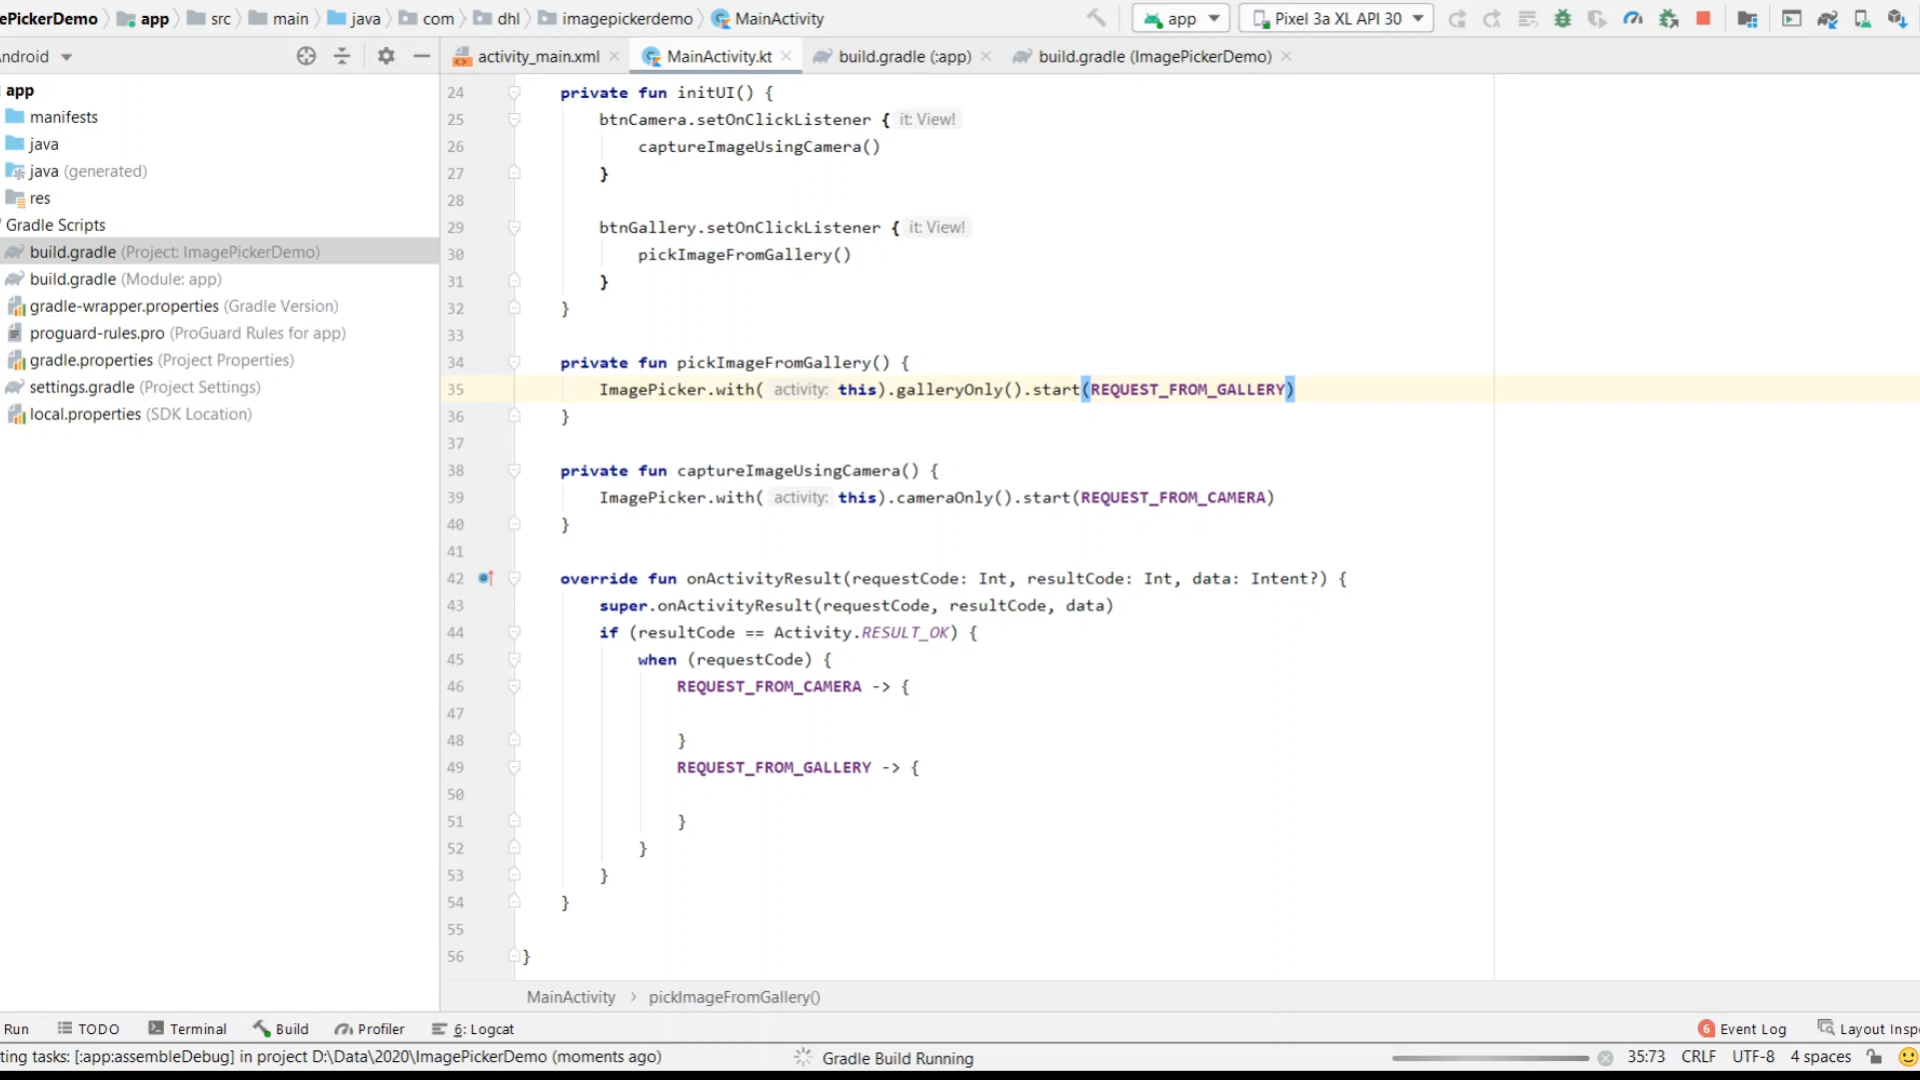 ePickerDemo app src main java com dhl imagepickerdemo MainActivity app Pixel 3a XL API 30
ndroid activity_main.xml MainActivity.kt build.gradle (:app) build.gradle (ImagePickerDemo)
app
manifests
java
java (generated)
res
Gradle Scripts
build.gradle (Project: ImagePickerDemo)
build.gradle (Module: app)
gradle-wrapper.properties (Gradle Version)
proguard-rules.pro (ProGuard Rules for app)
gradle.properties (Project Properties)
settings.gradle (Project Settings)
local.properties (SDK Location)
24 private fun initUI() {
25 btnCamera.setOnClickListener { it: View!
26 captureImageUsingCamera()
27 }
28
29 btnGallery.setOnClickListener { it: View!
30 pickImageFromGallery()
31 }
32 }
33
34 private fun pickImageFromGallery() {
35 ImagePicker.with( activity: this).galleryOnly().start(REQUEST_FROM_GALLERY)
36 }
37
38 private fun captureImageUsingCamera() {
39 ImagePicker.with( activity: this).cameraOnly().start(REQUEST_FROM_CAMERA)
40 }
41
42 override fun onActivityResult(requestCode: Int, resultCode: Int, data: Intent?) {
43 super.onActivityResult(requestCode, resultCode, data)
44 if (resultCode == Activity.RESULT_OK) {
45 when (requestCode) {
46 REQUEST_FROM_CAMERA -> {
47
48 }
49 REQUEST_FROM_GALLERY -> {
50
51 }
52 }
53 }
54 }
55
56 }
MainActivity › pickImageFromGallery()
Run TODO Terminal Build Profiler 6: Logcat 6 Event Log Layout Insp
ting tasks: [:app:assembleDebug] in project D:\Data\2020\ImagePickerDemo (moments ago) Gradle Build Running 35:73 CRLF UTF-8 4 spaces